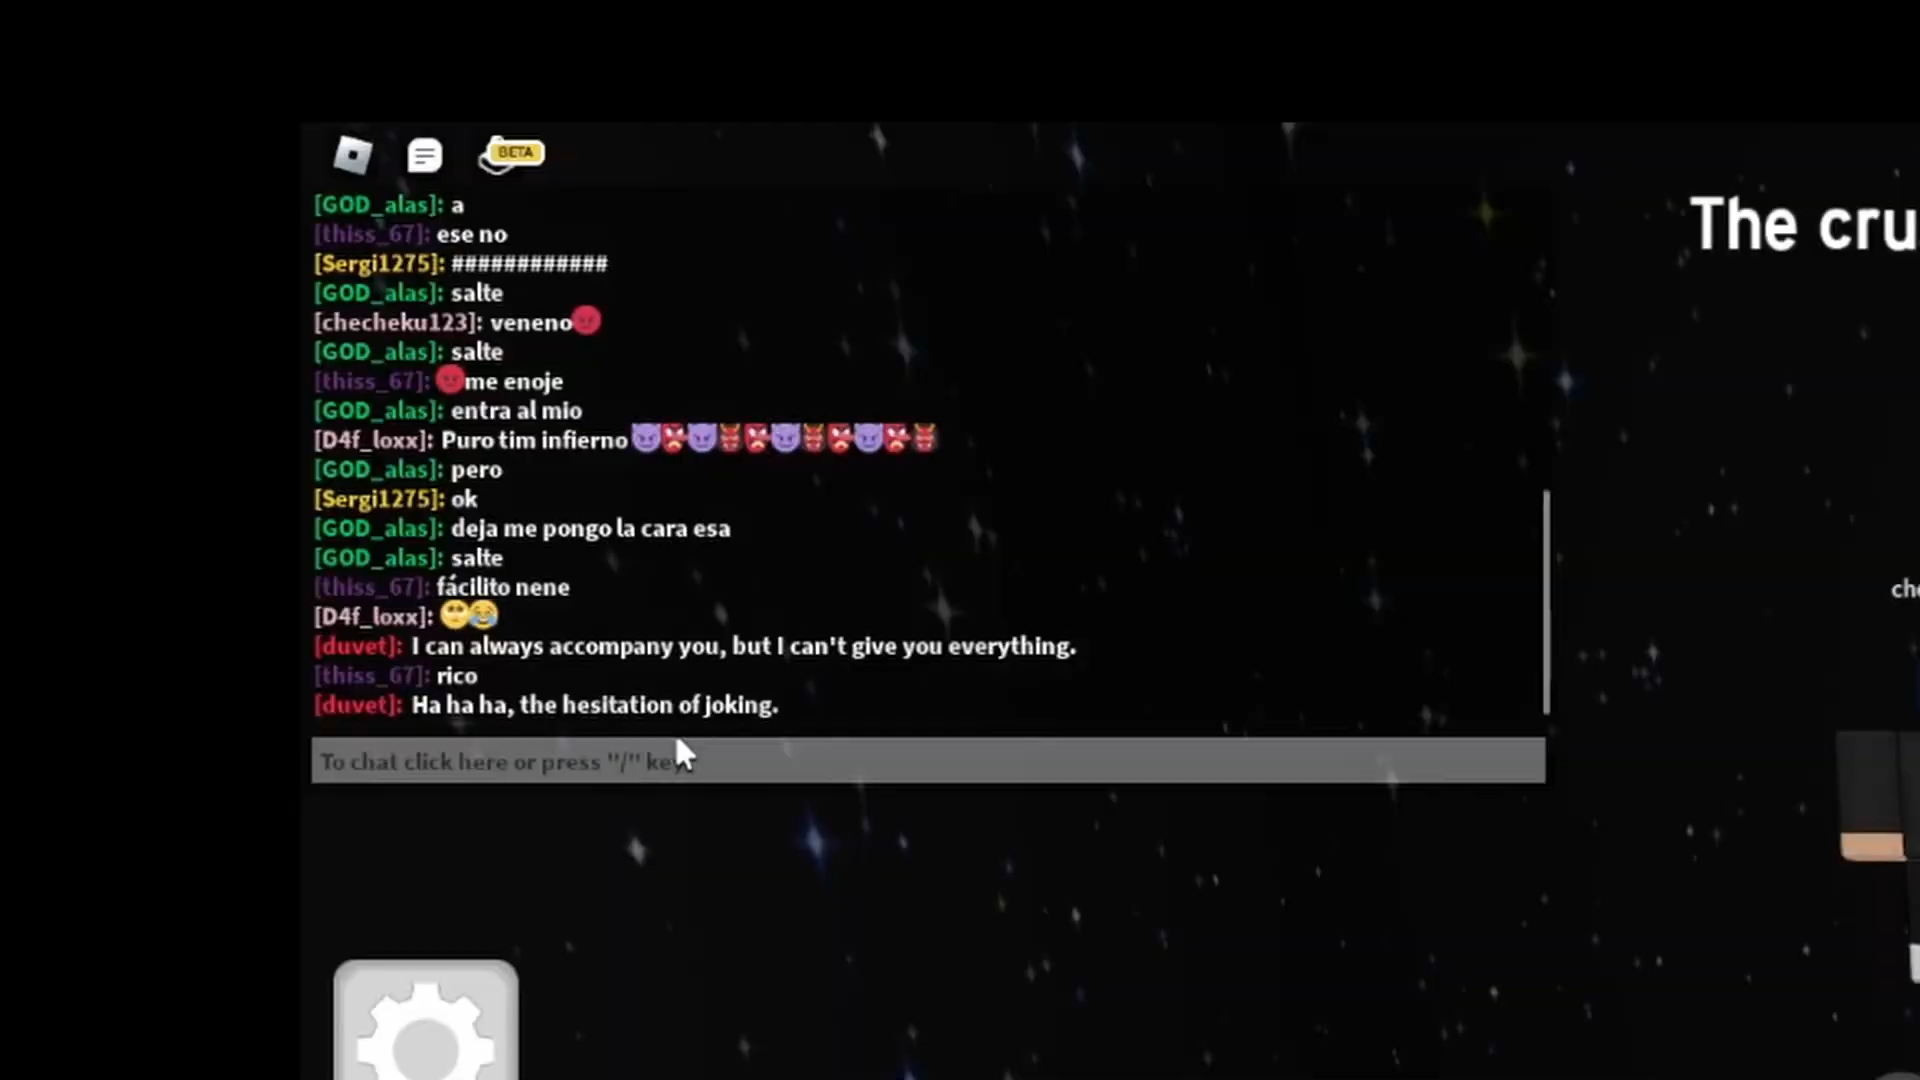 BETA
[GOD_alas]: a
[thiss_67]: ese no
[Sergi1275]: ############
[GOD_alas]: salte
[checheku123]: veneno😡
[GOD_alas]: salte
[thiss_67]: 😡me enoje
[GOD_alas]: entra al mio
[D4f_loxx]: Puro tim infierno😈👺😈👹👺😈👹👺😈👺👹
[GOD_alas]: pero
[Sergi1275]: ok
[GOD_alas]: deja me pongo la cara esa
[GOD_alas]: salte
[thiss_67]: fácilito nene
[D4f_loxx]: 🙄😂
[duvet]: I can always accompany you, but I can't give you everything.
[thiss_67]: rico
[duvet]: Ha ha ha, the hesitation of joking.
To chat click here or press "/" key
The cru
che